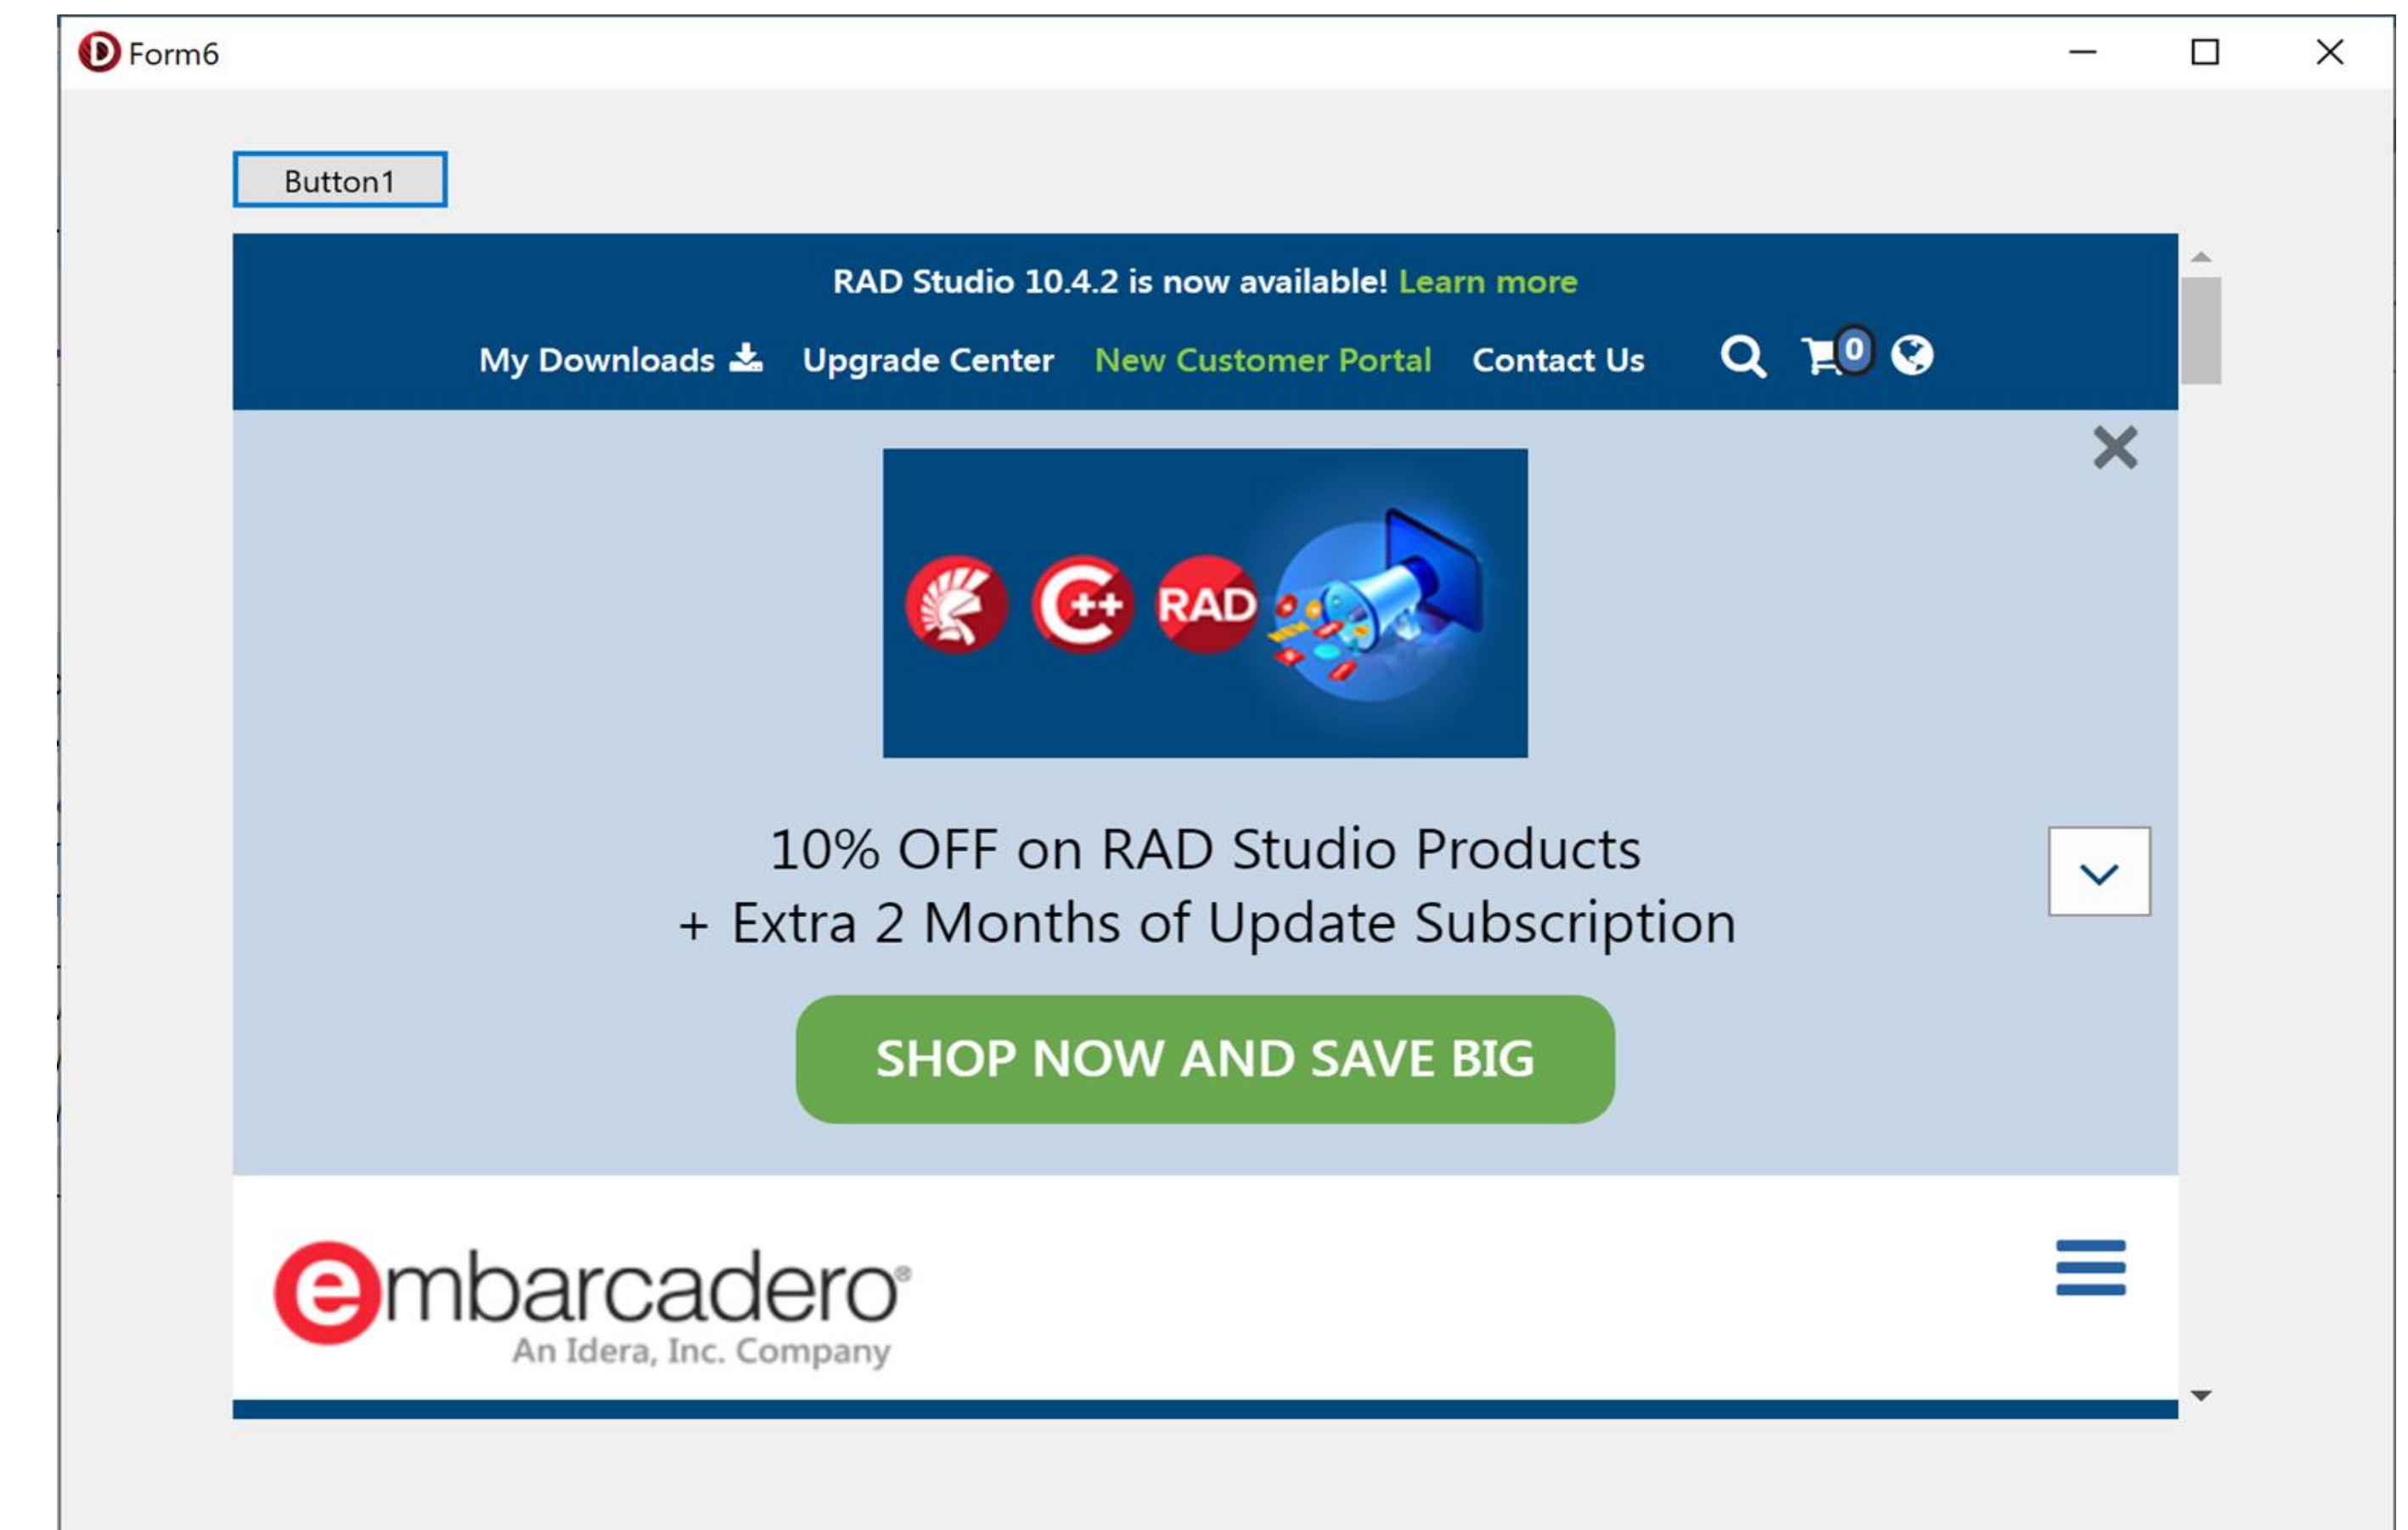 Form6
Button1
RAD Studio 10.4.2 is now available! Learn more
My Downloads Upgrade Center New Customer Portal Contact Us 0
C++ RAD
10% OFF on RAD Studio Products
+ Extra 2 Months of Update Subscription
SHOP NOW AND SAVE BIG
embarcadero®
An Idera, Inc. Company